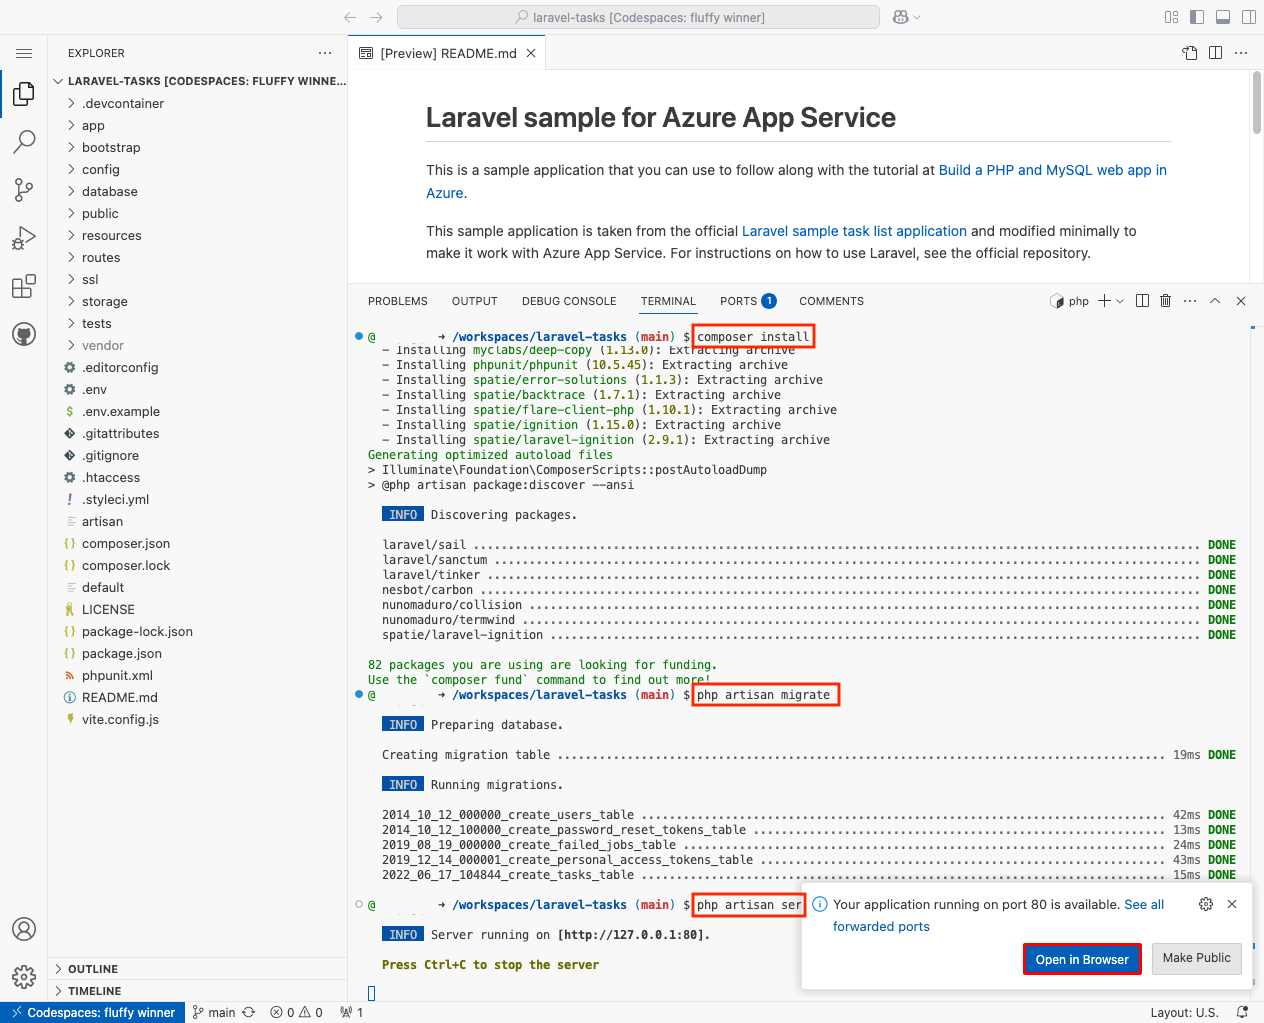 laravel-tasks [Codespaces: fluffy winner]
EXPLORER
[Preview] README.md
LARAVEL-TASKS [CODESPACES: FLUFFY WINNE...
.devcontainer
app
bootstrap
config
database
public
resources
routes
ssl
storage
tests
vendor
.editorconfig
.env
$ .env.example
.gitattributes
.gitignore
.htaccess
! .styleci.yml
artisan
{} composer.json
{} composer.lock
default
LICENSE
{} package-lock.json
{} package.json
phpunit.xml
README.md
vite.config.js
OUTLINE
TIMELINE
Laravel sample for Azure App Service
This is a sample application that you can use to follow along with the tutorial at Build a PHP and MySQL web app in
Azure.
This sample application is taken from the official Laravel sample task list application and modified minimally to
make it work with Azure App Service. For instructions on how to use Laravel, see the official repository.
PROBLEMS OUTPUT DEBUG CONSOLE TERMINAL PORTS 1 COMMENTS php
@ → /workspaces/laravel-tasks (main) $ composer install
- Installing myclabs/deep-copy (1.13.0): Extracting archive
- Installing phpunit/phpunit (10.5.45): Extracting archive
- Installing spatie/error-solutions (1.1.3): Extracting archive
- Installing spatie/backtrace (1.7.1): Extracting archive
- Installing spatie/flare-client-php (1.10.1): Extracting archive
- Installing spatie/ignition (1.15.0): Extracting archive
- Installing spatie/laravel-ignition (2.9.1): Extracting archive
Generating optimized autoload files
> Illuminate\Foundation\ComposerScripts::postAutoloadDump
> @php artisan package:discover --ansi
INFO Discovering packages.
laravel/sail ........ DONE
laravel/sanctum ........ DONE
laravel/tinker ........ DONE
nesbot/carbon ........ DONE
nunomaduro/collision ........ DONE
nunomaduro/termwind ........ DONE
spatie/laravel-ignition ........ DONE
82 packages you are using are looking for funding.
Use the `composer fund` command to find out more!
@ → /workspaces/laravel-tasks (main) $ php artisan migrate
INFO Preparing database.
Creating migration table ........ 19ms DONE
INFO Running migrations.
2014_10_12_000000_create_users_table ........ 42ms DONE
2014_10_12_100000_create_password_reset_tokens_table ........ 13ms DONE
2019_08_19_000000_create_failed_jobs_table ........ 24ms DONE
2019_12_14_000001_create_personal_access_tokens_table ........ 43ms DONE
2022_06_17_104844_create_tasks_table ........ 15ms DONE
@ → /workspaces/laravel-tasks (main) $ php artisan ser
INFO Server running on [http://127.0.0.1:80].
Press Ctrl+C to stop the server
Your application running on port 80 is available. See all
forwarded ports
Open in Browser
Make Public
Codespaces: fluffy winner main 0 0 1 Layout: U.S.